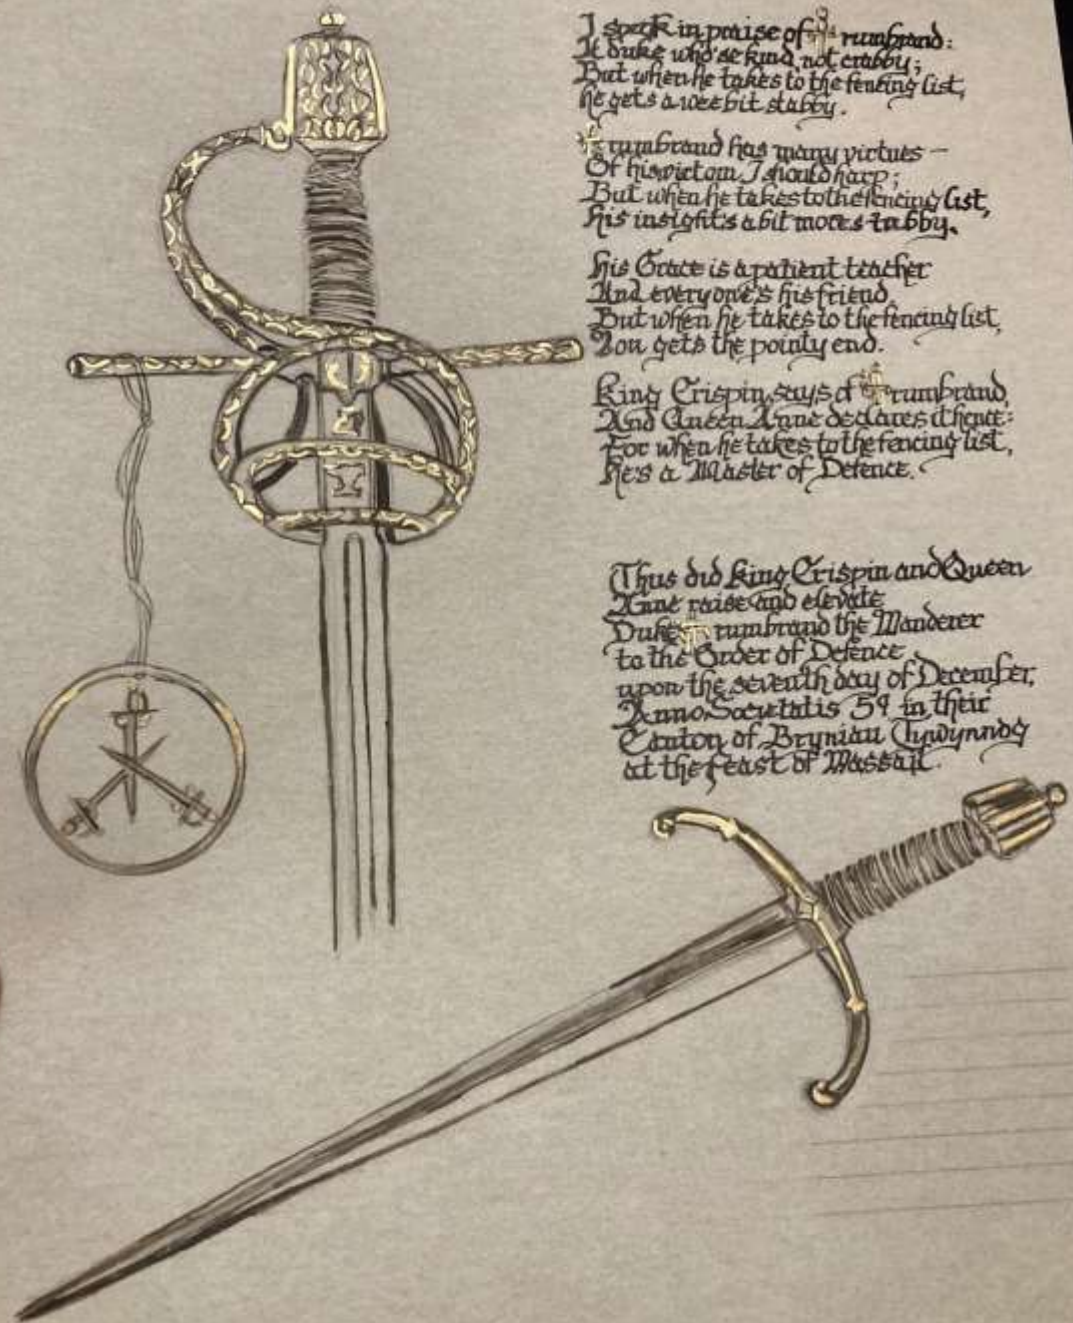 I speak in praise of Trumbrand:
A duke who's kind, not crabby;
But when he takes to the fencing list,
he gets a wee bit stabby.
Trumbrand has many virtues –
Of his wisdom I should harp;
But when he takes to the fencing list,
his insight's a bit more stabby.
His Grace is a patient teacher
And everyone's his friend
But when he takes to the fencing list,
You gets the pointy end.
King Crispin says of Trumbrand,
And Queen Anne declares it hence:
For when he takes to the fencing list,
he's a Master of Defence.
Thus did King Crispin and Queen
Anne raise and elevate
Duke Trumbrand the Wanderer
to the Order of Defence
upon the seventh day of December,
Anno Societatis 59 in their
Canton of Bryniau Tywynnog
at the feast of Wassail.